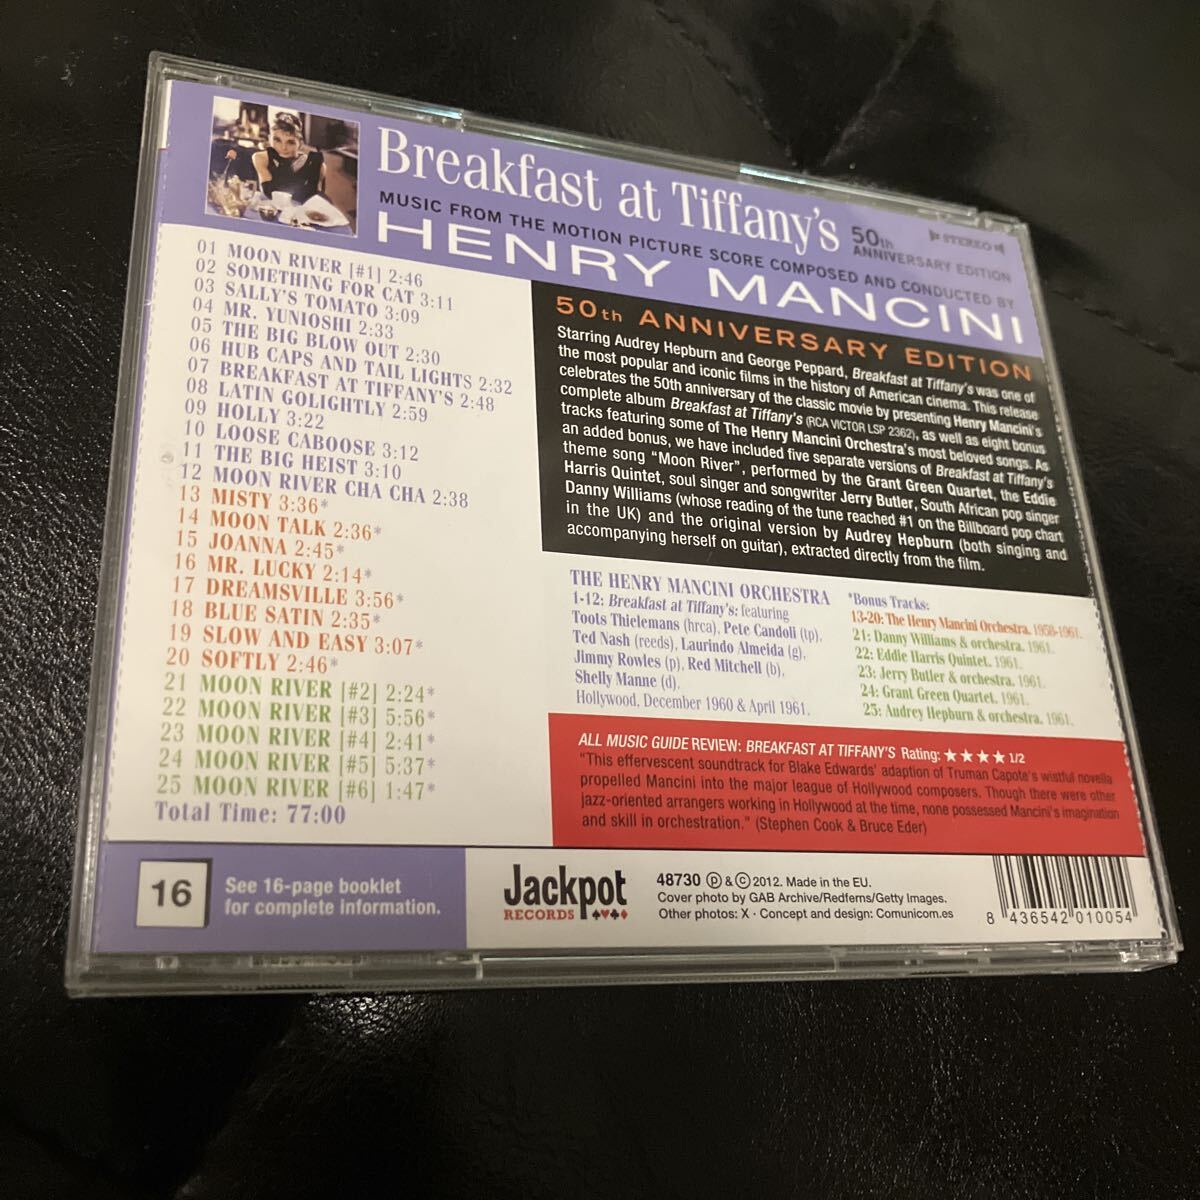 Breakfast at Tiffany's
50th
ANNIVERSARY EDITION
STEREO
MUSIC FROM THE MOTION PICTURE SCORE COMPOSED AND CONDUCTED BY
HENRY MANCINI
01 MOON RIVER [#1] 2:46
02 SOMETHING FOR CAT 3:11
03 SALLY'S TOMATO 3:09
04 MR. YUNIOSHI 2:33
05 THE BIG BLOW OUT 2:30
06 HUB CAPS AND TAIL LIGHTS 2:32
07 BREAKFAST AT TIFFANY'S 2:48
08 LATIN GOLIGHTLY 2:59
09 HOLLY 3:22
10 LOOSE CABOOSE 3:12
11 THE BIG HEIST 3:10
12 MOON RIVER CHA CHA 2:38
13 MISTY 3:36*
14 MOON TALK 2:36*
15 JOANNA 2:45*
16 MR. LUCKY 2:14*
17 DREAMSVILLE 3:56*
18 BLUE SATIN 2:35*
19 SLOW AND EASY 3:07*
20 SOFTLY 2:46*
21 MOON RIVER [#2] 2:24*
22 MOON RIVER [#3] 5:56*
23 MOON RIVER [#4] 2:41*
24 MOON RIVER [#5] 5:37*
25 MOON RIVER [#6] 1:47*
Total Time: 77:00
50th ANNIVERSARY EDITION
Starring Audrey Hepburn and George Peppard, Breakfast at Tiffany's was one of
the most popular and iconic films in the history of American cinema. This release
celebrates the 50th anniversary of the classic movie by presenting Henry Mancini's
complete album Breakfast at Tiffany's (RCA VICTOR LSP 2362), as well as eight bonus
tracks featuring some of The Henry Mancini Orchestra's most beloved songs. As
an added bonus, we have included five separate versions of Breakfast at Tiffany's
theme song "Moon River", performed by the Grant Green Quartet, the Eddie
Harris Quintet, soul singer and songwriter Jerry Butler, South African pop singer
Danny Williams (whose reading of the tune reached #1 on the Billboard pop chart
in the UK) and the original version by Audrey Hepburn (both singing and
accompanying herself on guitar), extracted directly from the film.
THE HENRY MANCINI ORCHESTRA
1-12: Breakfast at Tiffany's: featuring
Toots Thielemans (hrca), Pete Candoli (tp),
Ted Nash (reeds), Laurindo Almeida (g),
Jimmy Rowles (p), Red Mitchell (b),
Shelly Manne (d).
Hollywood, December 1960 & April 1961.
*Bonus Tracks:
13-20: The Henry Mancini Orchestra. 1958-1961.
21: Danny Williams & orchestra. 1961.
22: Eddie Harris Quintet. 1961.
23: Jerry Butler & orchestra. 1961.
24: Grant Green Quartet. 1961.
25: Audrey Hepburn & orchestra. 1961.
ALL MUSIC GUIDE REVIEW: BREAKFAST AT TIFFANY'S Rating: ★★★★ 1/2
"This effervescent soundtrack for Blake Edwards' adaption of Truman Capote's wistful novella
propelled Mancini into the major league of Hollywood composers. Though there were other
jazz-oriented arrangers working in Hollywood at the time, none possessed Mancini's imagination
and skill in orchestration." (Stephen Cook & Bruce Eder)
16
See 16-page booklet
for complete information.
Jackpot
RECORDS ♠♥♦♣
48730 ℗ & © 2012. Made in the EU.
Cover photo by GAB Archive/Redferns/Getty Images.
Other photos: X · Concept and design: Comunicom.es
8 436542 010054